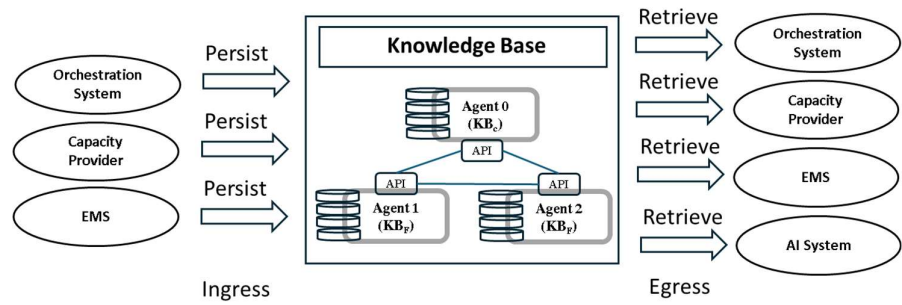 Orchestration
System
Capacity
Provider
EMS
Persist
Persist
Persist
Ingress
Knowledge Base
Agent 0
(KBc)
API
API
API
Agent 1
(KBF)
Agent 2
(KBF)
Retrieve
Retrieve
Retrieve
Retrieve
Egress
Orchestration
System
Capacity
Provider
EMS
AI System